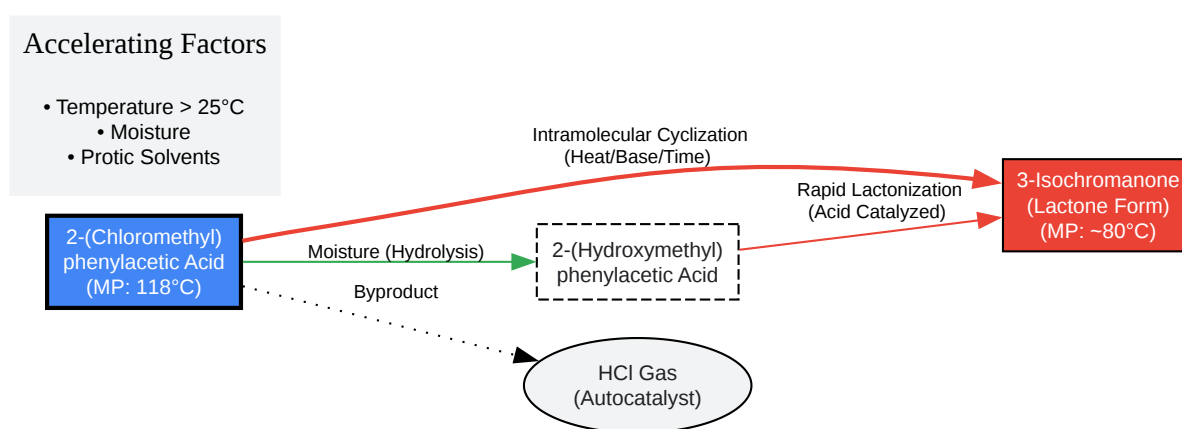 Accelerating Factors
• Temperature > 25°C
• Moisture
• Protic Solvents
Intramolecular Cyclization
(Heat/Base/Time)
Rapid Lactonization
(Acid Catalyzed)
3-Isochromanone
(Lactone Form)
(MP: ~80°C)
2-(Chloromethyl)
phenylacetic Acid
(MP: 118°C)
Moisture (Hydrolysis)
2-(Hydroxymethyl)
phenylacetic Acid
Byproduct
HCl Gas
(Autocatalyst)